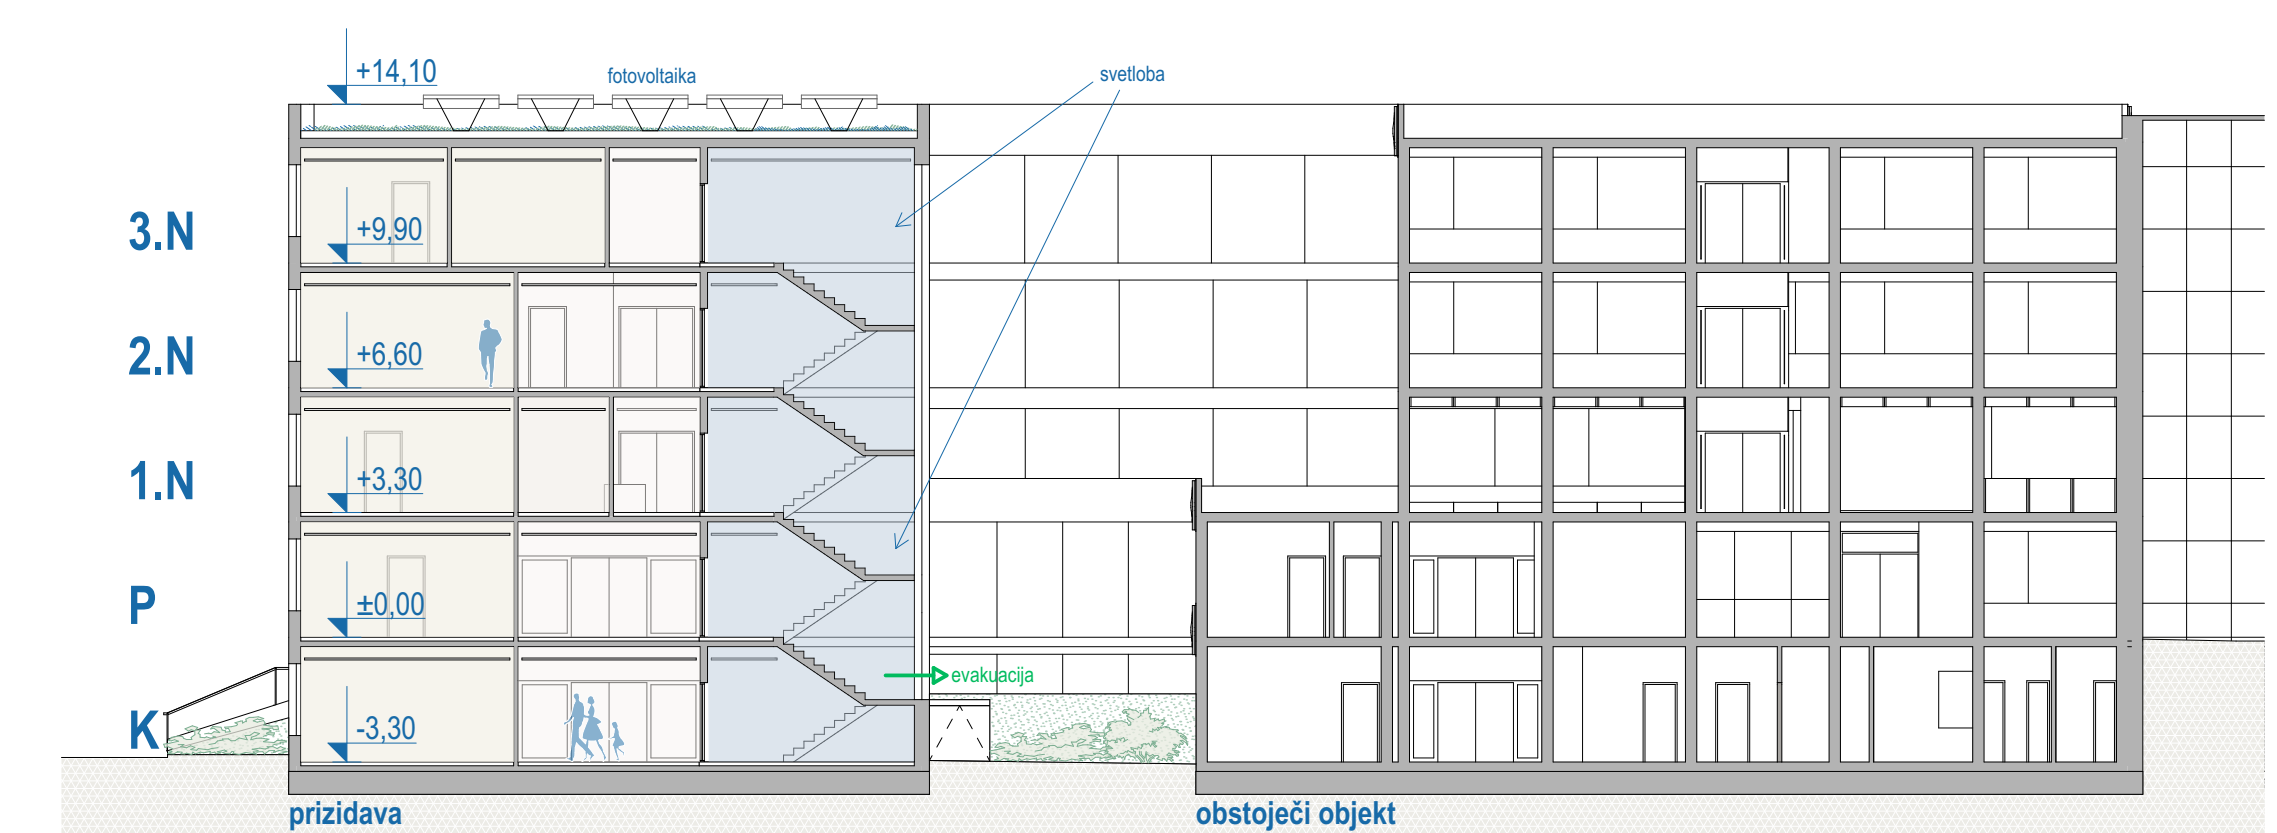 +14,10
fotovoltaika
svetloba
3.N
+9,90
2.N
+6,60
1.N
+3,30
P
±0,00
evakuacija
K
-3,30
prizidava
obstoječi objekt